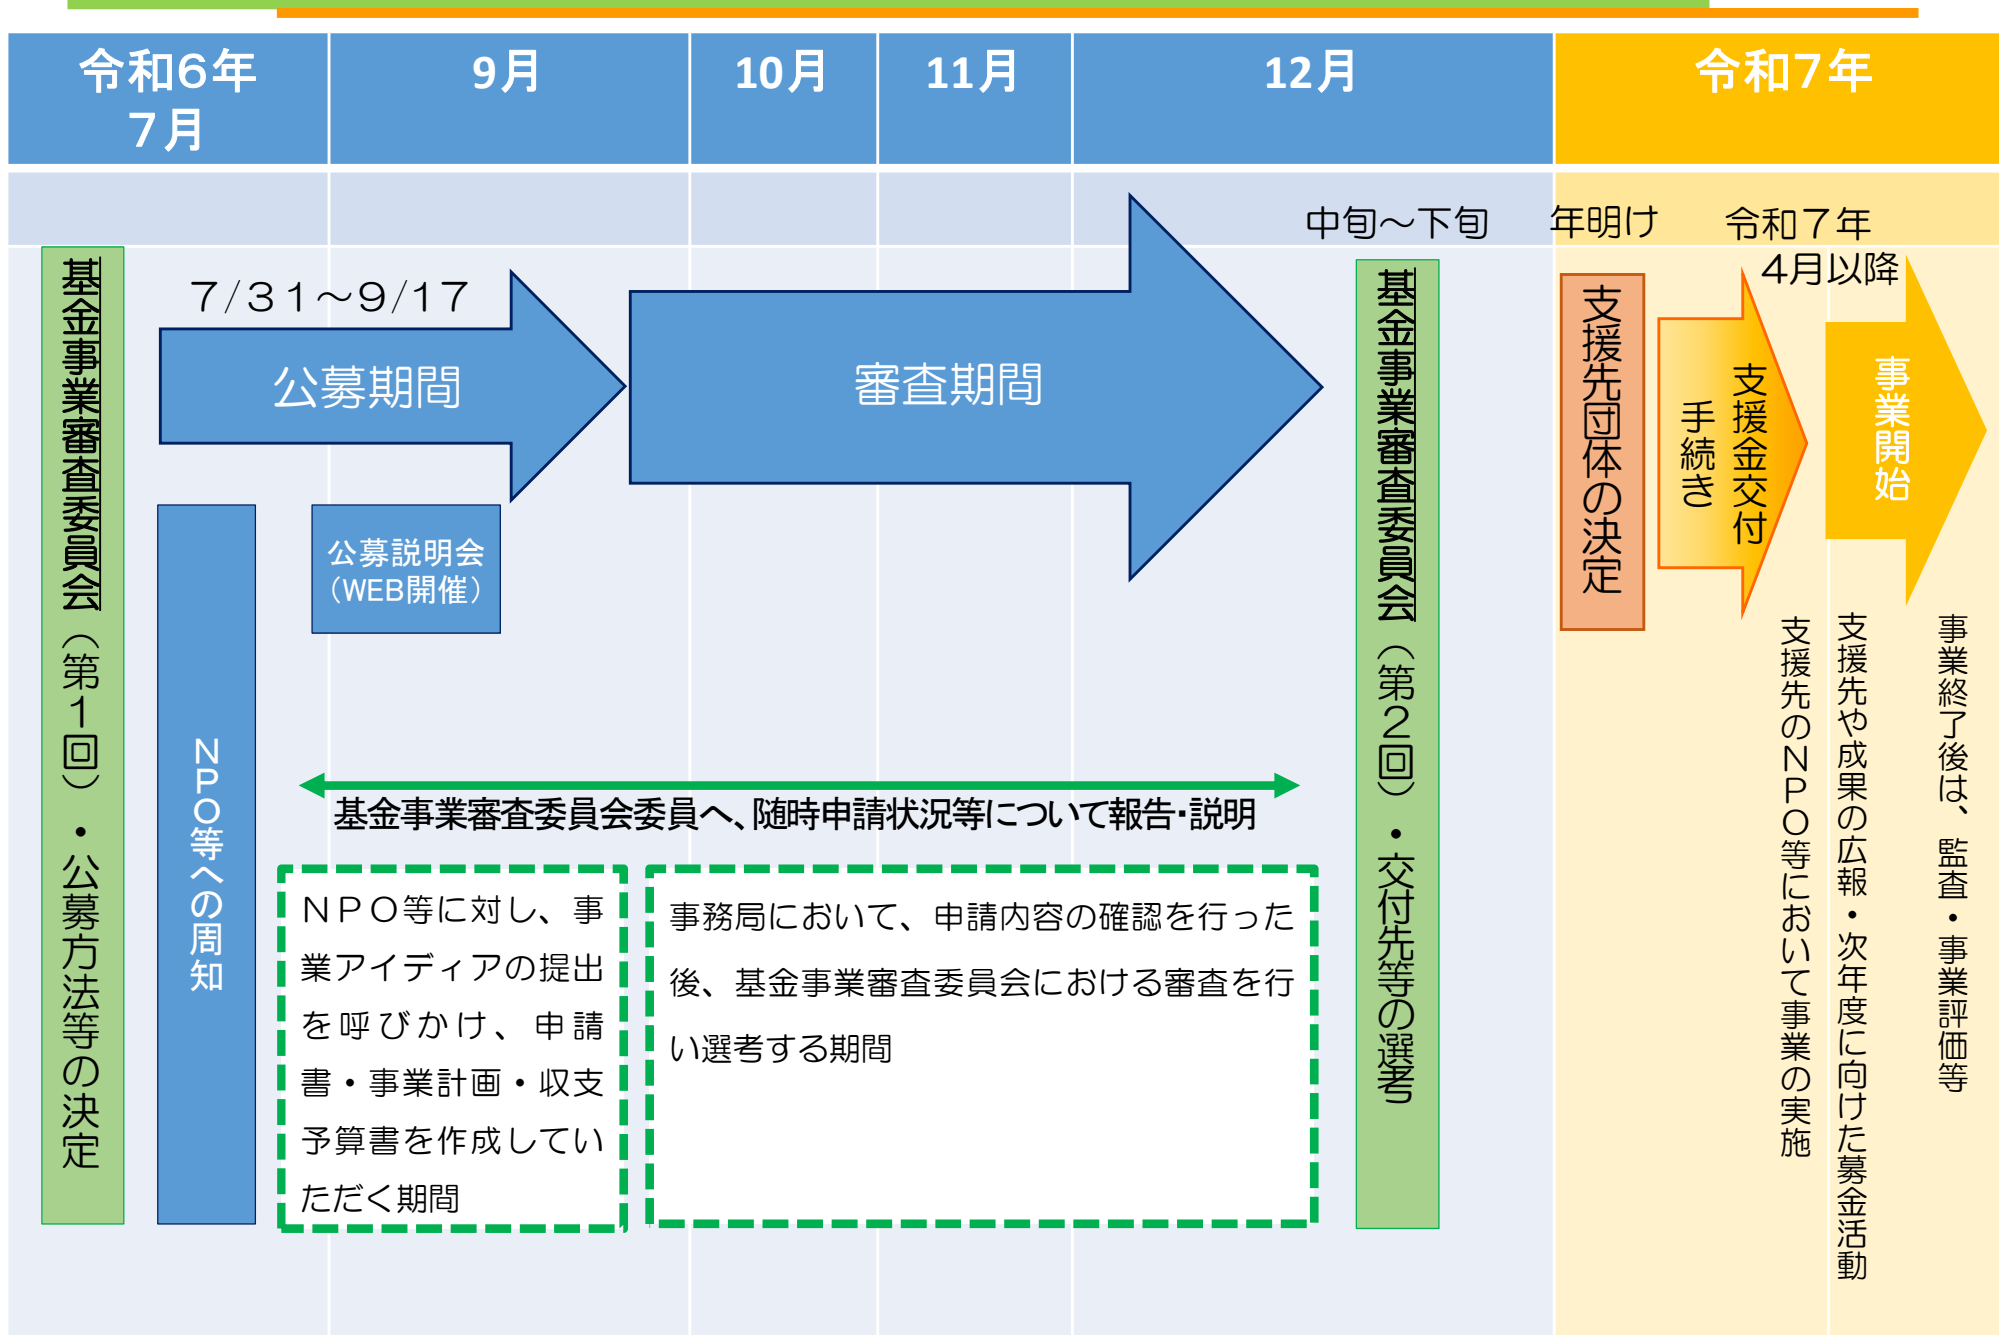 令和６年
７月
9月
10月
11月
12月
令和7年
中旬～下旬
年明け
令和７年
４月以降
基金事業審査委員会（第１回）・公募方法等の決定
７/３１～９/１７
公募期間
審査期間
NPO等への周知
公募説明会
（WEB開催）
基金事業審査委員会委員へ、随時申請状況等について報告・説明
ＮＰＯ等に対し、事
業アイディアの提出
を呼びかけ、申請
書・事業計画・収支
予算書を作成してい
ただく期間
事務局において、申請内容の確認を行った
後、基金事業審査委員会における審査を行
い選考する期間
基金事業審査委員会（第２回）・交付先等の選考
支援先団体の決定
支援金交付
手続き
事業開始
支援先のＮＰＯ等において事業の実施
支援先や成果の広報・次年度に向けた募金活動
事業終了後は、監査・事業評価等